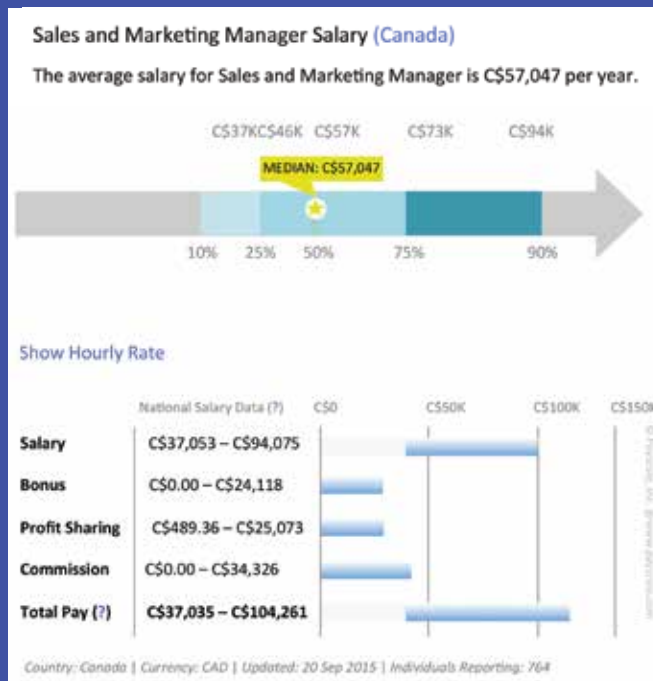 Sales and Marketing Manager Salary (Canada)
The average salary for Sales and Marketing Manager is C$57,047 per year.
C$37K C$46K C$57K C$73K C$94K
MEDIAN: C$57,047
10% 25% 50% 75% 90%
Show Hourly Rate
National Salary Data (?) C$0 C$50K C$100K C$150K
Salary C$37,053 – C$94,075
Bonus C$0.00 – C$24,118
Profit Sharing C$489.36 – C$25,073
Commission C$0.00 – C$34,326
Total Pay (?) C$37,035 – C$104,261
Country: Canada | Currency: CAD | Updated: 20 Sep 2015 | Individuals Reporting: 764